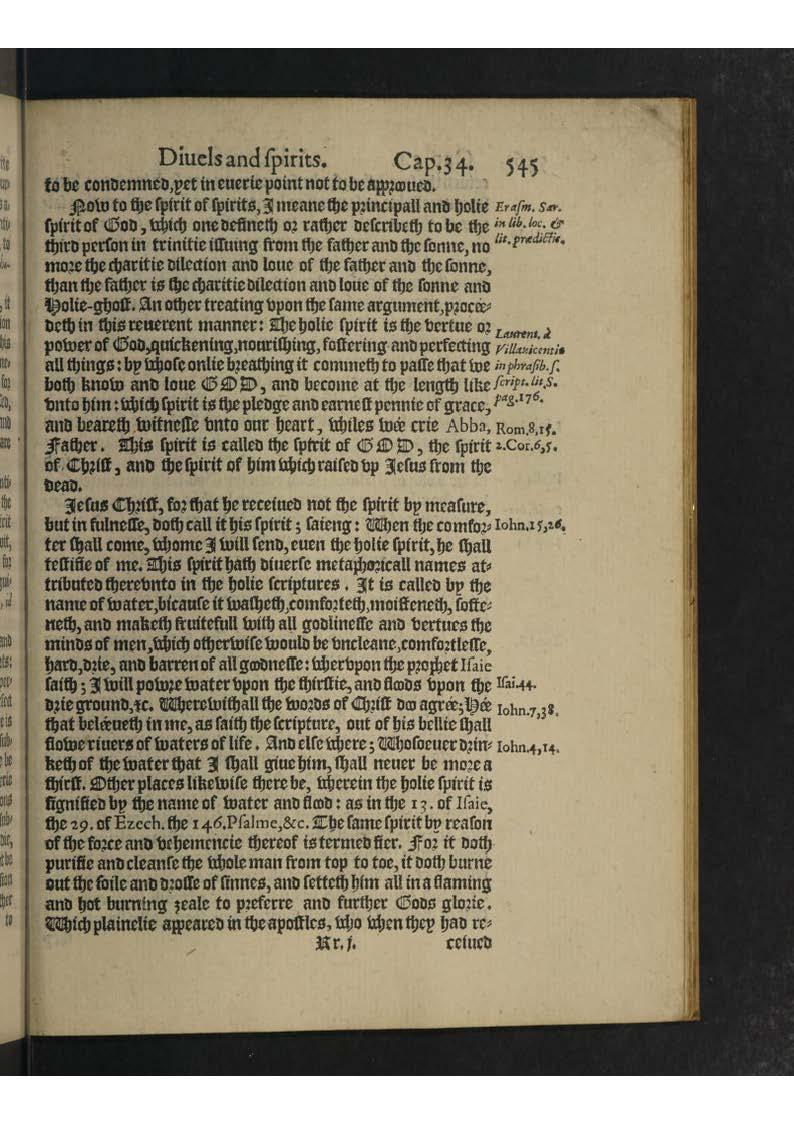 Diuels and ſpirits. Cap.34. 545
to be condemned, yet in euerie point not to be approoued.
Now to the ſpirit of ſpirits, I meane the principall and holie
Eraſm. Sar.
ſpirit of God, which one defineth or rather deſcribeth to be the
in lib. loc. &
third perſon in trinitie iſſuing from the father and the ſonne, no
lit. prædictis.
more the charitie dilection and loue of the father and the ſonne,
than the father is the charitie dilection and loue of the ſonne and
Holie-ghoſt. An other treating vpon the ſame argument, procée-
deth in this reuerent manner: The holie ſpirit is the vertue or
Laurent. à
power of God, quickening, nouriſhing, foſtering and perfecting
Villauicentis
all things: by whoſe onlie breathing it commeth to paſſe that we
in phraſib. ſ.
both know and loue GOD, and become at the length like
ſcript. lit. S.
vnto him: which ſpirit is the pledge and earneſt pennie of grace,
pag. 176.
and beareth witneſſe vnto our heart, whiles wée crie Abba,
Rom.8,15.
Father. This ſpirit is called the ſpirit of GOD, the ſpirit
2.Cor.6,5.
of Chriſt, and the ſpirit of him which raiſed vp Jeſus from the
dead.
Jeſus Chriſt, for that he receiued not the ſpirit by meaſure,
but in fulneſſe, doth call it his ſpirit; ſaieng: When the comfor-
Iohn.15,26.
ter ſhall come, whome I will ſend, euen the holie ſpirit, he ſhall
teſtifie of me. This ſpirit hath diuerſe metaphoricall names at-
tributed therevnto in the holie ſcriptures. It is called by the
name of water, bicauſe it waſheth, comforteth, moiſteneth, ſofte-
neth, and maketh fruitefull with all godlineſſe and vertues the
minds of men, which otherwiſe would be vncleane, comfortleſſe,
hard, drie, and barren of all goodneſſe: wherevpon the prophet Iſaie
ſaith; I will powre water vpon the thirſtie, and floods vpon the
Iſai.44.
drie ground, &c. Wherewithall the words of Chriſt doo agrée; Hée
Iohn.7,38.
that beléeueth in me, as ſaith the ſcripture, out of his bellie ſhall
flowe riuers of waters of life. And elſe where; Whoſoeuer drin-
Iohn.4,14.
keth of the water that I ſhall giue him, ſhall neuer be more a
thirſt. Other places likewiſe there be, wherein the holie ſpirit is
ſignified by the name of water and flood: as in the 13. of Iſaie,
the 29. of Ezech. the 146. Pſalme, &c. The ſame ſpirit by reaſon
of the force and vehemencie thereof is termed fier. For it doth
purifie and cleanſe the whole man from top to toe, it doth burne
out the ſoile and droſſe of ſinnes, and ſetteth him all in a flaming
and hot burning zeale to preferre and further Gods glorie.
Which plainelie appeared in the apoſtles, who when they had re-
Rr.j. ceiued